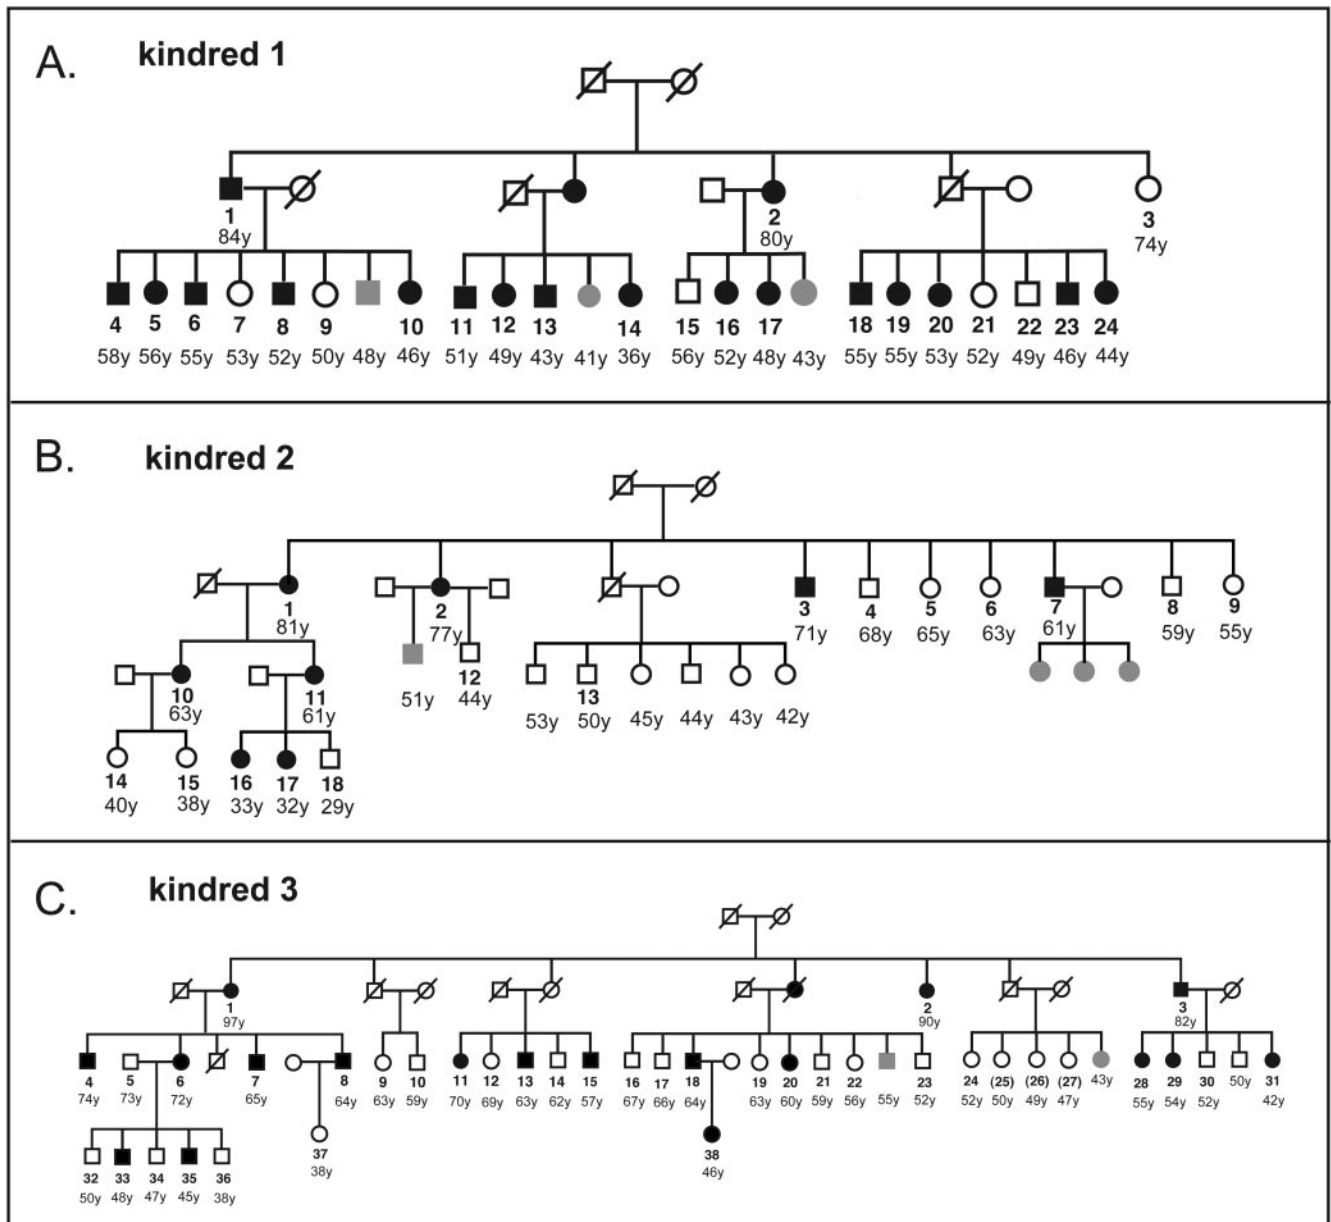 A. kindred 1
1 2 3
84y 80y 74y
4 5 6 7 8 9 10 11 12 13 14 15 16 17 18 19 20 21 22 23 24
58y 56y 55y 53y 52y 50y 48y 46y 51y 49y 43y 41y 36y 56y 52y 48y 43y 55y 55y 53y 52y 49y 46y 44y
B. kindred 2
1 2 3 4 5 6 7 8 9
81y 77y 71y 68y 65y 63y 61y 59y 55y
10 11 12 13
63y 61y 51y 44y 53y 50y 45y 44y 43y 42y
14 15 16 17 18
40y 38y 33y 32y 29y
C. kindred 3
1 2 3
97y 90y 82y
4 5 6 7 8 9 10 11 12 13 14 15 16 17 18 19 20 21 22 23 24 (25) (26) (27) 28 29 30 31
74y 73y 72y 65y 64y 63y 59y 70y 69y 63y 62y 57y 67y 66y 64y 63y 60y 59y 56y 55y 52y 52y 50y 49y 47y 43y 55y 54y 52y 50y 42y
37 38
38y 46y
32 33 34 35 36
50y 48y 47y 45y 38y